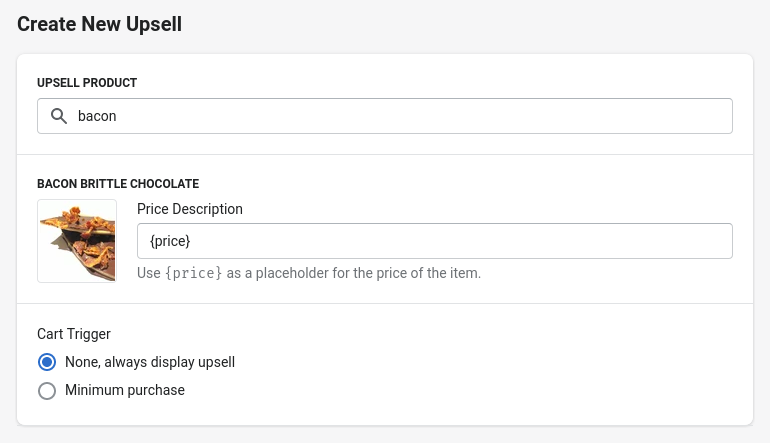 Create New Upsell
UPSELL PRODUCT
bacon
BACON BRITTLE CHOCOLATE
Price Description
{price}
Use {price} as a placeholder for the price of the item.
Cart Trigger
None, always display upsell
Minimum purchase